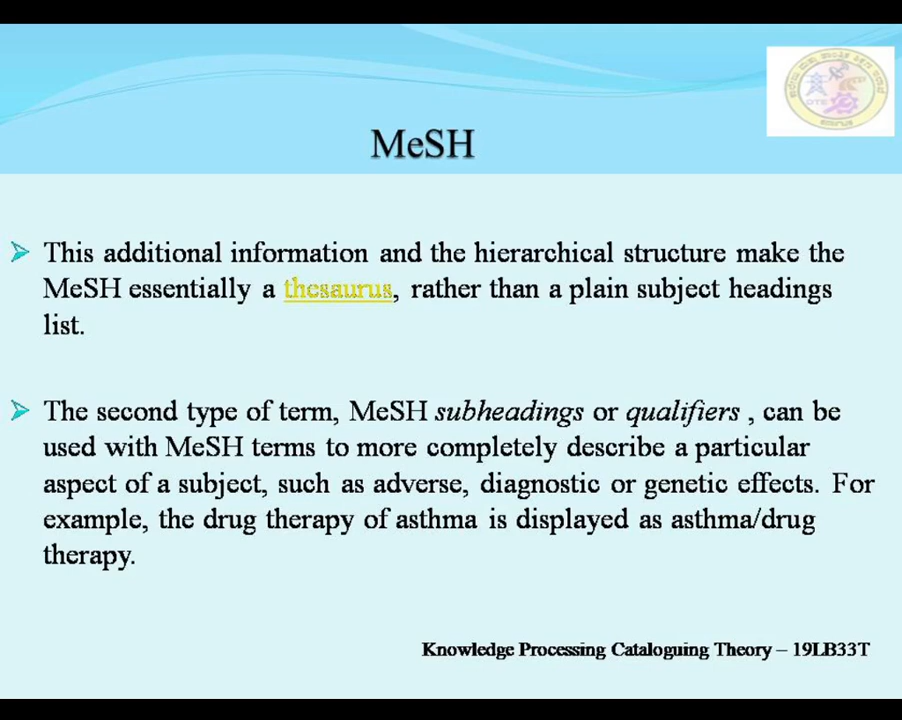 MeSH
This additional information and the hierarchical structure make the
MeSH essentially a thesaurus, rather than a plain subject headings
list.
The second type of term, MeSH subheadings or qualifiers , can be
used with MeSH terms to more completely describe a particular
aspect of a subject, such as adverse, diagnostic or genetic effects. For
example, the drug therapy of asthma is displayed as asthma/drug
therapy.
Knowledge Processing Cataloguing Theory – 19LB33T